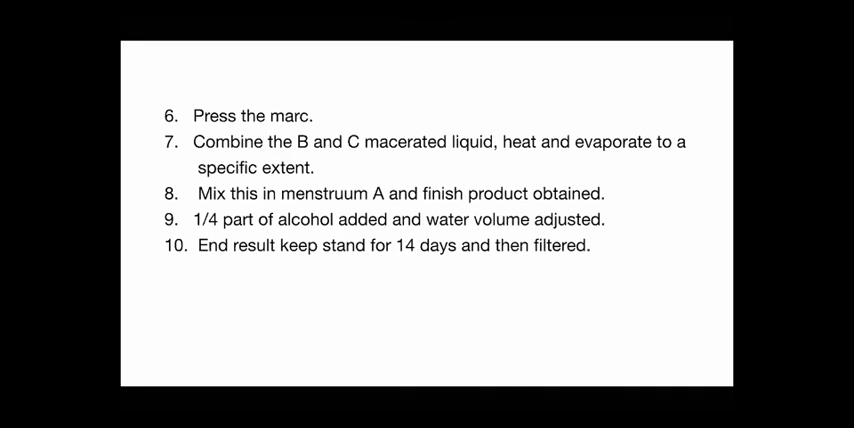 6. Press the marc.
7. Combine the B and C macerated liquid, heat and evaporate to a
specific extent.
8. Mix this in menstruum A and finish product obtained.
9. 1/4 part of alcohol added and water volume adjusted.
10. End result keep stand for 14 days and then filtered.